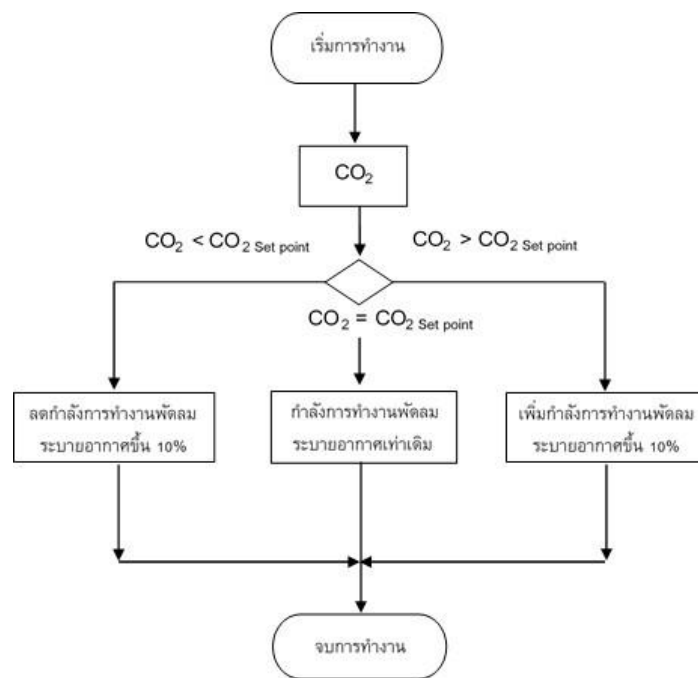 เริ่มการทำงาน
CO2
CO2 < CO2 Set point
CO2 > CO2 Set point
CO2 = CO2 Set point
ลดกำลังการทำงานพัดลม
ระบายอากาศขึ้น 10%
กำลังการทำงานพัดลม
ระบายอากาศเท่าเดิม
เพิ่มกำลังการทำงานพัดลม
ระบายอากาศขึ้น 10%
จบการทำงาน